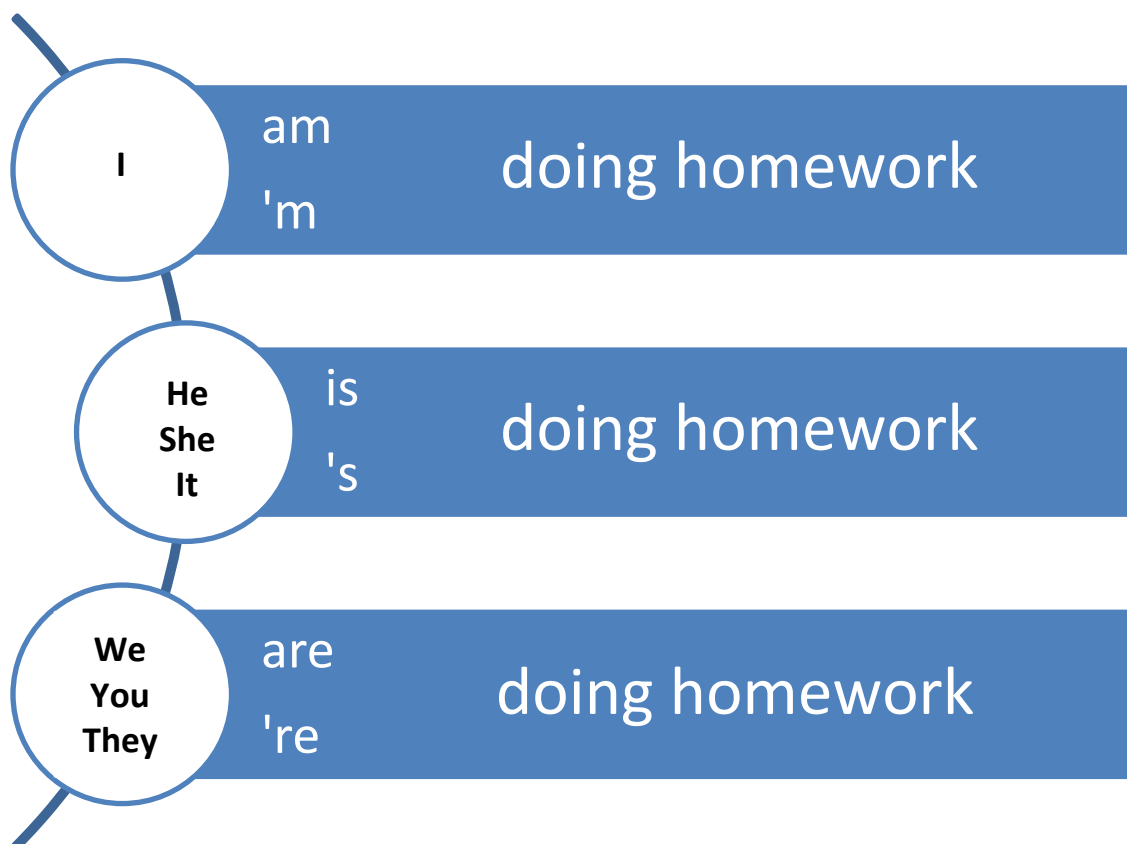 I
am
'm
doing homework
He
She
It
is
's
doing homework
We
You
They
are
're
doing homework